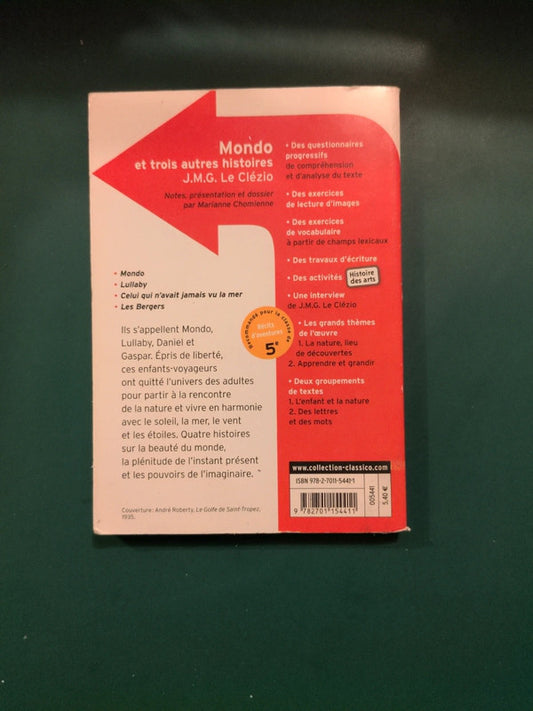 Mondo
et trois autres histoires
J.M.G. Le Clézio
Notes, présentation et dossier
par Marianne Chomienne
• Mondo
• Lullaby
• Celui qui n'avait jamais vu la mer
• Les Bergers
Ils s'appellent Mondo,
Lullaby, Daniel et
Gaspar. Épris de liberté,
ces enfants-voyageurs
ont quitté l'univers des adultes
pour partir à la rencontre
de la nature et vivre en harmonie
avec le soleil, la mer, le vent
et les étoiles. Quatre histoires
sur la beauté du monde,
la plénitude de l'instant présent
et les pouvoirs de l'imaginaire.
Couverture: André Roberty, Le Golfe de Saint-Tropez,
1935.
Recommandé pour la classe de
Récits
d'aventures
5e
• Des questionnaires
progressifs
de compréhension
et d'analyse du texte
• Des exercices
de lecture d'images
• Des exercices
de vocabulaire
à partir de champs lexicaux
• Des travaux d'écriture
• Des activités
Histoire
des arts
• Une interview
de J.M.G. Le Clézio
• Les grands thèmes
de l'œuvre
1. La nature, lieu
de découvertes
2. Apprendre et grandir
• Deux groupements
de textes
1. L'enfant et la nature
2. Des lettres
et des mots
www.collection-classico.com
ISBN 978-2-7011-5441-1
9 782701 154411
005441
5,40 €